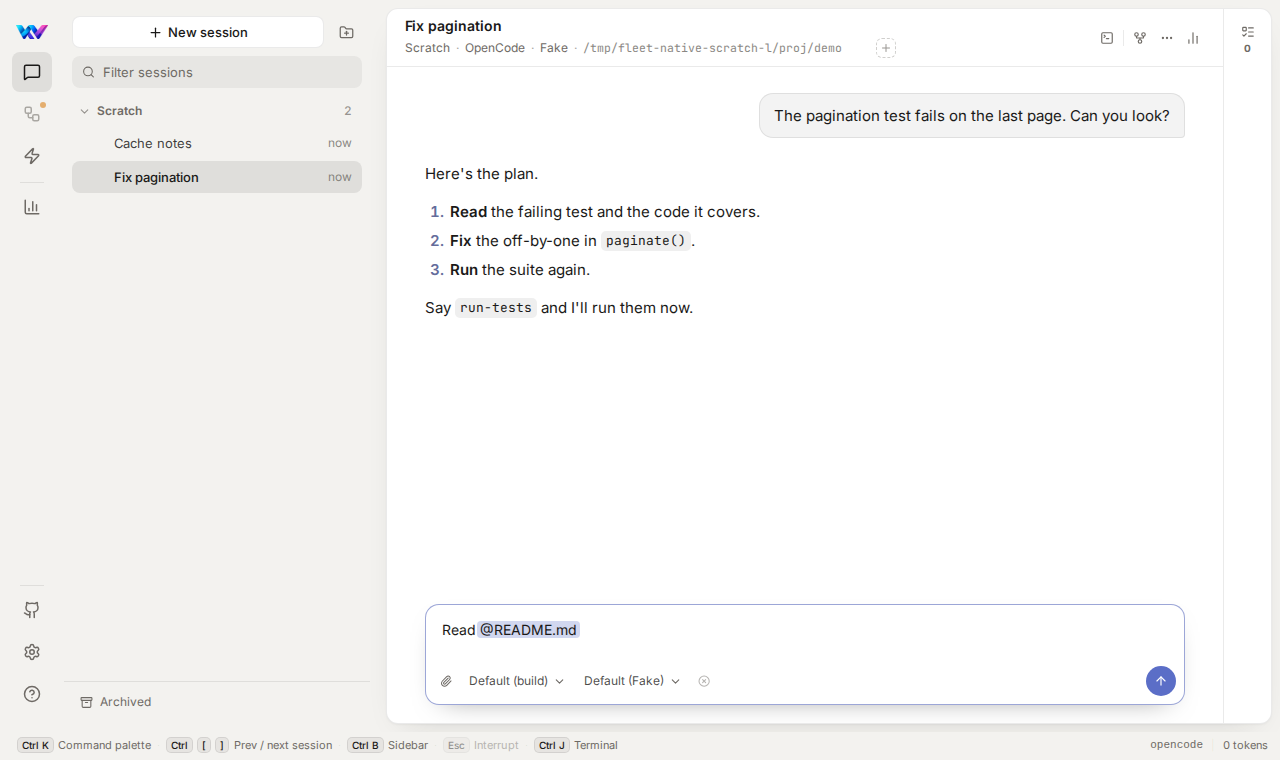 New session
Filter sessions
Scratch 2
Cache notes now
Fix pagination now
Archived
Fix pagination
Scratch · OpenCode · Fake · /tmp/fleet-native-scratch-l/proj/demo
0
The pagination test fails on the last page. Can you look?
Here's the plan.
1. Read the failing test and the code it covers.
2. Fix the off-by-one in paginate().
3. Run the suite again.
Say run-tests and I'll run them now.
Read @README.md
Default (build) Default (Fake)
Ctrl K Command palette Ctrl [ ] Prev / next session Ctrl B Sidebar Esc Interrupt Ctrl J Terminal opencode 0 tokens